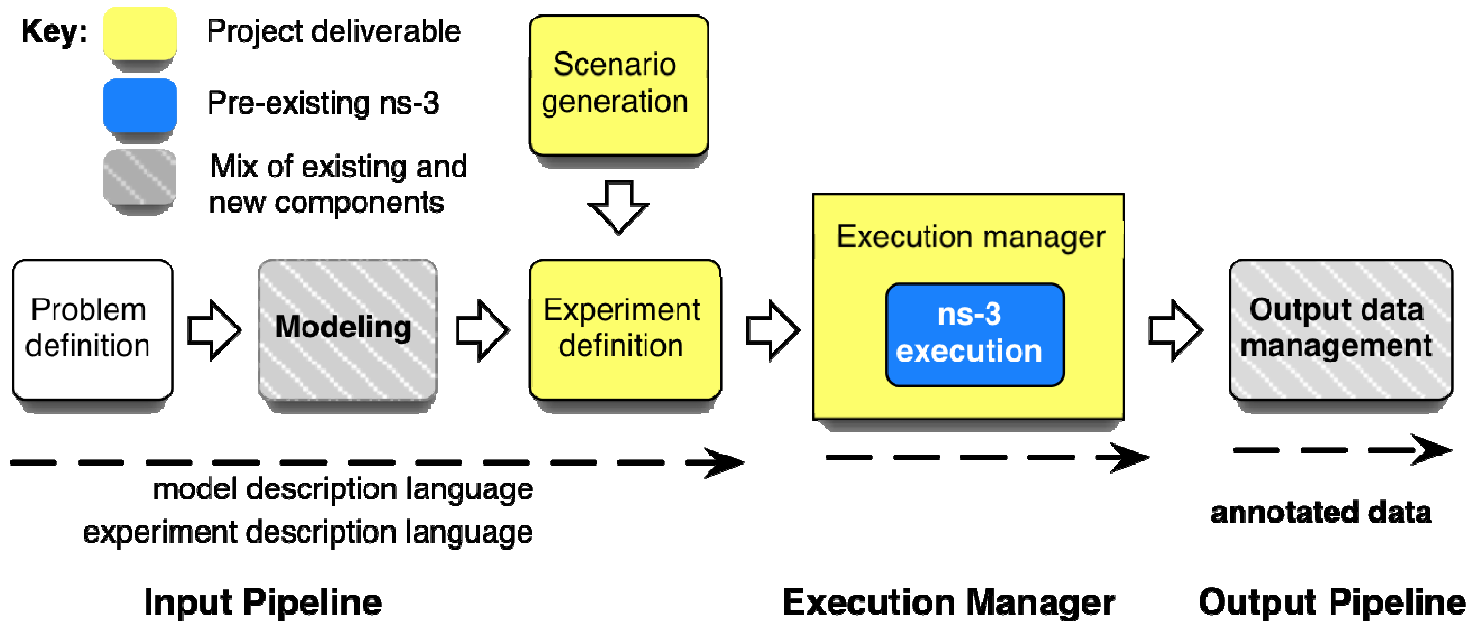 Key:
Project deliverable
Pre-existing ns-3
Mix of existing and
new components
Scenario
generation
Problem
definition
Modeling
Experiment
definition
Execution manager
ns-3
execution
Output data
management
model description language
experiment description language
annotated data
Input Pipeline
Execution Manager
Output Pipeline